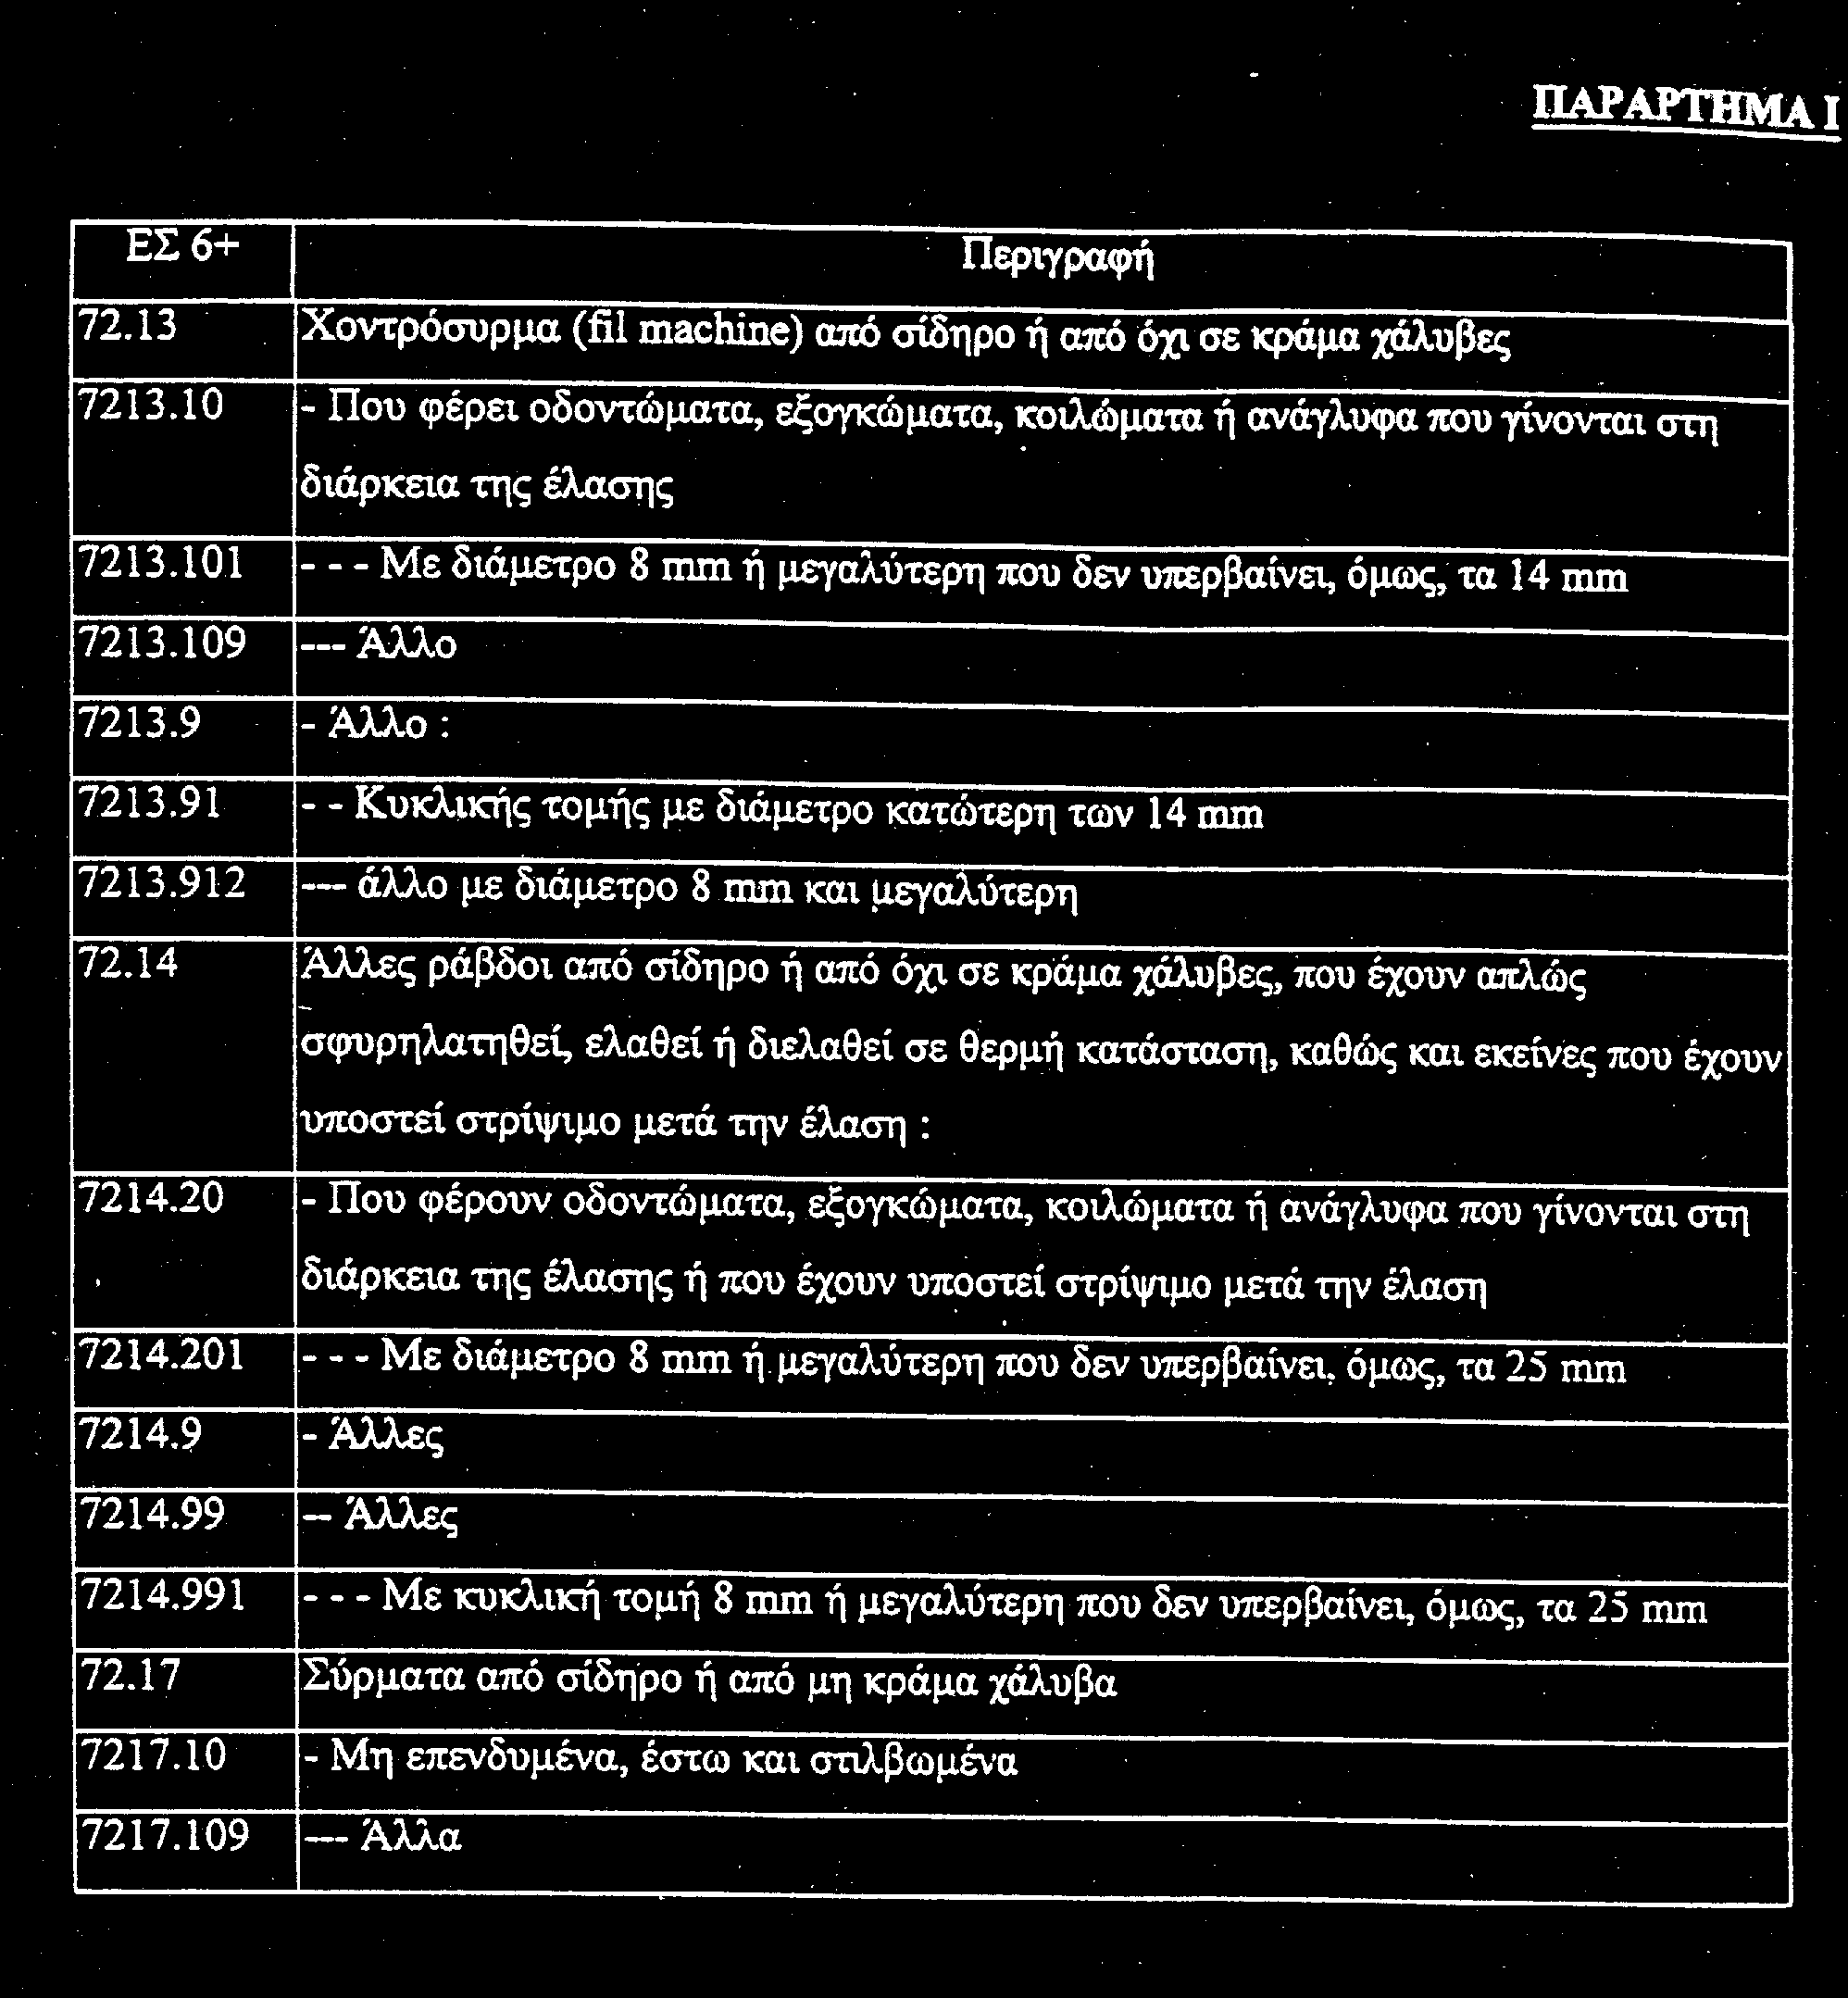 ΠΑΡΑΡΤΗΜΑ Ι
ΕΣ 6+ Περιγραφή
72.13 Χοντρόσυρμα (fil machine) από σίδηρο ή από όχι σε κράμα χάλυβες
7213.10 - Που φέρει οδοντώματα, εξογκώματα, κοιλώματα ή ανάγλυφα που γίνονται στη
διάρκεια της έλασης
7213.101 - - - Με διάμετρο 8 mm ή μεγαλύτερη που δεν υπερβαίνει, όμως, τα 14 mm
7213.109 --- Άλλο
7213.9 - Άλλο :
7213.91 - - Κυκλικής τομής με διάμετρο κατώτερη των 14 mm
7213.912 --- άλλο με διάμετρο 8 mm και μεγαλύτερη
72.14 Άλλες ράβδοι από σίδηρο ή από όχι σε κράμα χάλυβες, που έχουν απλώς
σφυρηλατηθεί, ελαθεί ή διελαθεί σε θερμή κατάσταση, καθώς και εκείνες που έχουν
υποστεί στρίψιμο μετά την έλαση :
7214.20 - Που φέρουν οδοντώματα, εξογκώματα, κοιλώματα ή ανάγλυφα που γίνονται στη
διάρκεια της έλασης ή που έχουν υποστεί στρίψιμο μετά την έλαση
7214.201 - - - Με διάμετρο 8 mm ή μεγαλύτερη που δεν υπερβαίνει, όμως, τα 25 mm
7214.9 - Άλλες
7214.99 -- Άλλες
7214.991 - - - Με κυκλική τομή 8 mm ή μεγαλύτερη που δεν υπερβαίνει, όμως, τα 25 mm
72.17 Σύρματα από σίδηρο ή από μη κράμα χάλυβα
7217.10 - Μη επενδυμένα, έστω και στιλβωμένα
7217.109 --- Άλλα